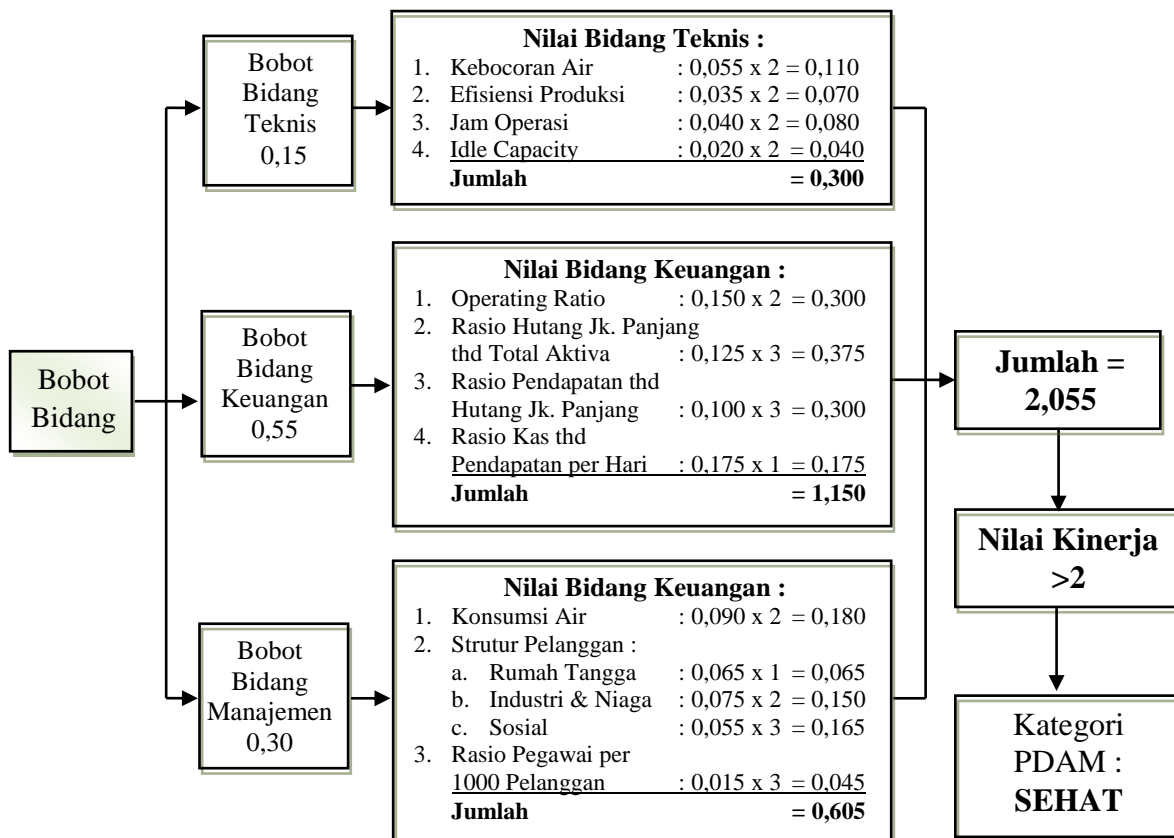 Bobot
Bidang
Bobot
Bidang
Teknis
0,15
Nilai Bidang Teknis :
1. Kebocoran Air : 0,055 x 2 = 0,110
2. Efisiensi Produksi : 0,035 x 2 = 0,070
3. Jam Operasi : 0,040 x 2 = 0,080
4. Idle Capacity : 0,020 x 2 = 0,040
Jumlah = 0,300
Bobot
Bidang
Keuangan
0,55
Nilai Bidang Keuangan :
1. Operating Ratio : 0,150 x 2 = 0,300
2. Rasio Hutang Jk. Panjang
thd Total Aktiva : 0,125 x 3 = 0,375
3. Rasio Pendapatan thd
Hutang Jk. Panjang : 0,100 x 3 = 0,300
4. Rasio Kas thd
Pendapatan per Hari : 0,175 x 1 = 0,175
Jumlah = 1,150
Bobot
Bidang
Manajemen
0,30
Nilai Bidang Keuangan :
1. Konsumsi Air : 0,090 x 2 = 0,180
2. Strutur Pelanggan :
a. Rumah Tangga : 0,065 x 1 = 0,065
b. Industri & Niaga : 0,075 x 2 = 0,150
c. Sosial : 0,055 x 3 = 0,165
3. Rasio Pegawai per
1000 Pelanggan : 0,015 x 3 = 0,045
Jumlah = 0,605
Jumlah =
2,055
Nilai Kinerja
>2
Kategori
PDAM :
SEHAT